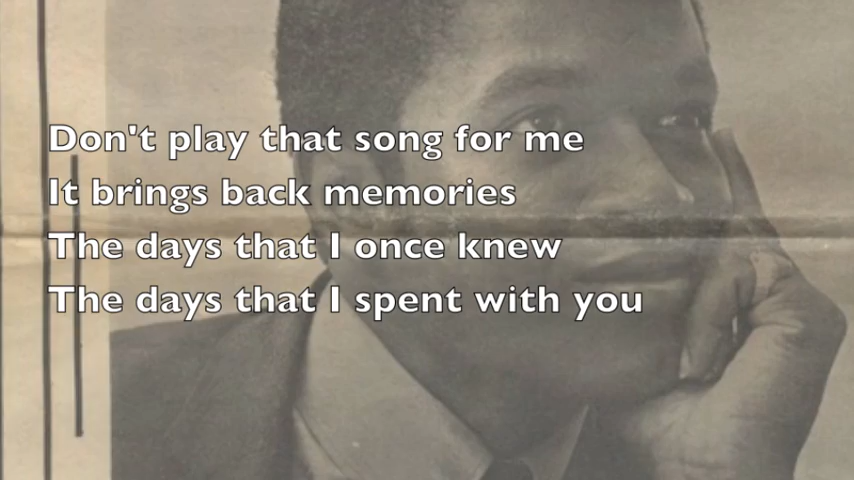 Don't play that song for me
It brings back memories
The days that I once knew
The days that I spent with you